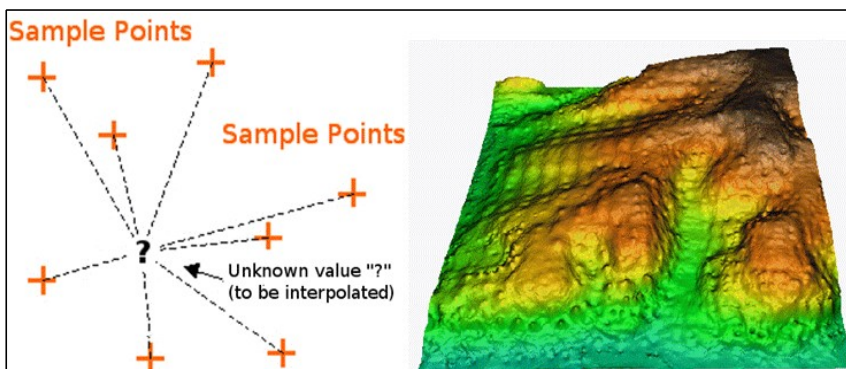 Sample Points
Sample Points
?
Unknown value "?"
(to be interpolated)